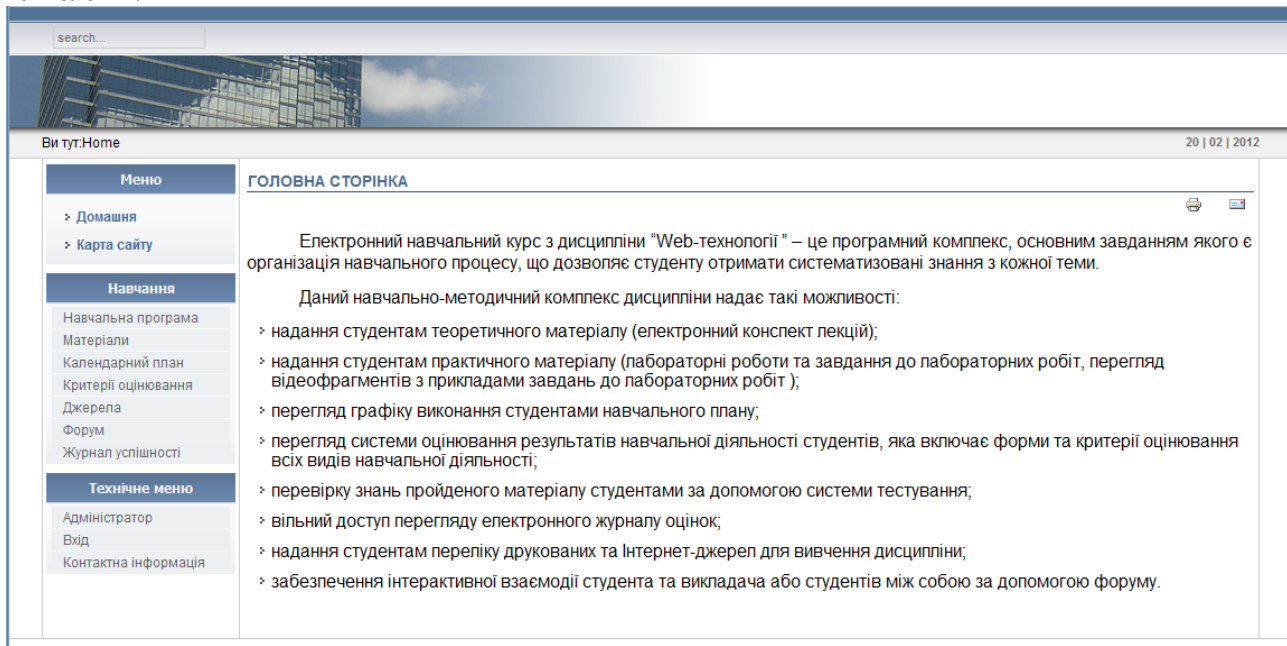 search...
Ви тут:Home
20 | 02 | 2012
Меню
Домашня
Карта сайту
Навчання
Навчальна програма
Матеріали
Календарний план
Критерії оцінювання
Джерела
Форум
Журнал успішності
Технічне меню
Адміністратор
Вхід
Контактна інформація
ГОЛОВНА СТОРІНКА
Електронний навчальний курс з дисципліни “Web-технології ” – це програмний комплекс, основним завданням якого є
організація навчального процесу, що дозволяє студенту отримати систематизовані знання з кожної теми.
Даний навчально-методичний комплекс дисципліни надає такі можливості:
надання студентам теоретичного матеріалу (електронний конспект лекцій);
надання студентам практичного матеріалу (лабораторні роботи та завдання до лабораторних робіт, перегляд
відеофрагментів з прикладами завдань до лабораторних робіт );
перегляд графіку виконання студентами навчального плану;
перегляд системи оцінювання результатів навчальної діяльності студентів, яка включає форми та критерії оцінювання
всіх видів навчальної діяльності;
перевірку знань пройденого матеріалу студентами за допомогою системи тестування;
вільний доступ перегляду електронного журналу оцінок;
надання студентам переліку друкованих та Інтернет-джерел для вивчення дисципліни;
забезпечення інтерактивної взаємодії студента та викладача або студентів між собою за допомогою форуму.